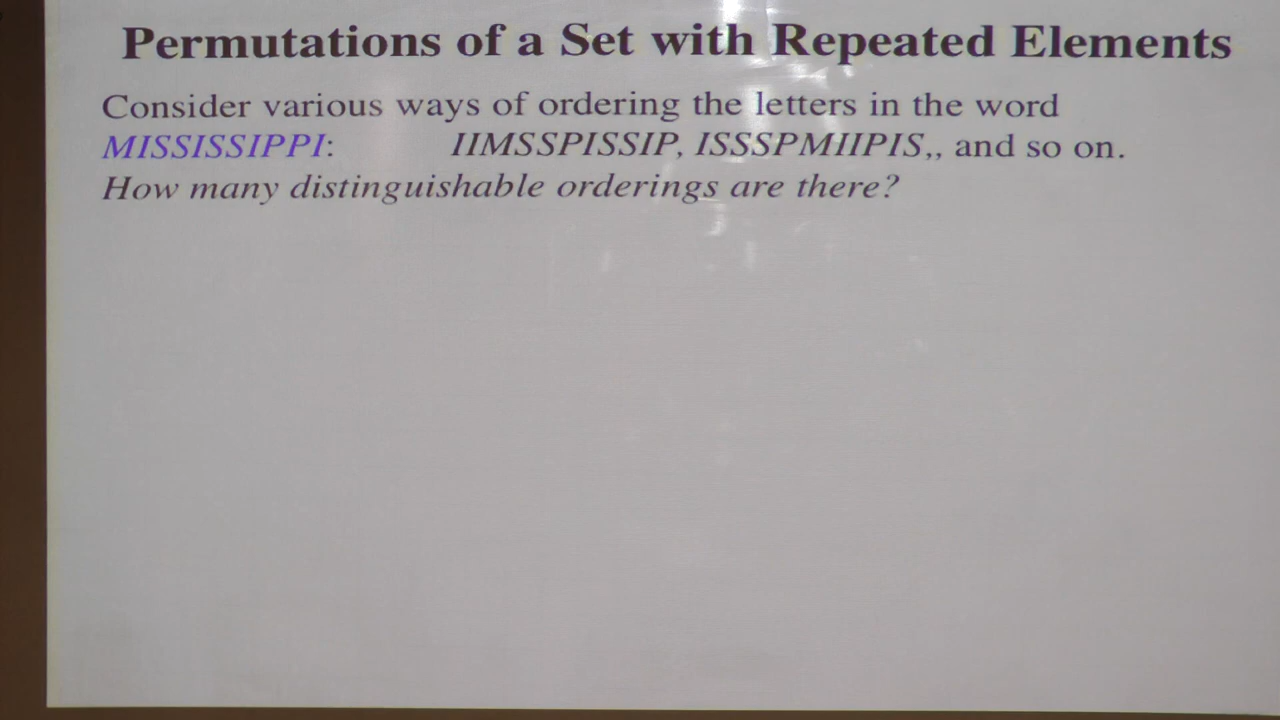 Permutations of a Set with Repeated Elements
Consider various ways of ordering the letters in the word
MISSISSIPPI: IIMSSPISSIP, ISSSPMIIPIS,, and so on.
How many distinguishable orderings are there?